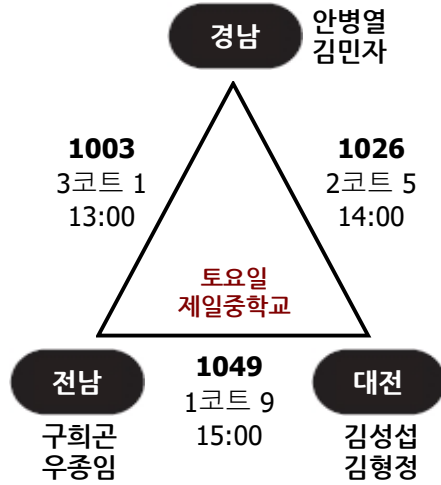 경남
안병열
김민자
1003
3코트 1
13:00
1026
2코트 5
14:00
토요일
제일중학교
전남
구희곤
우종임
1049
1코트 9
15:00
대전
김성섭
김형정